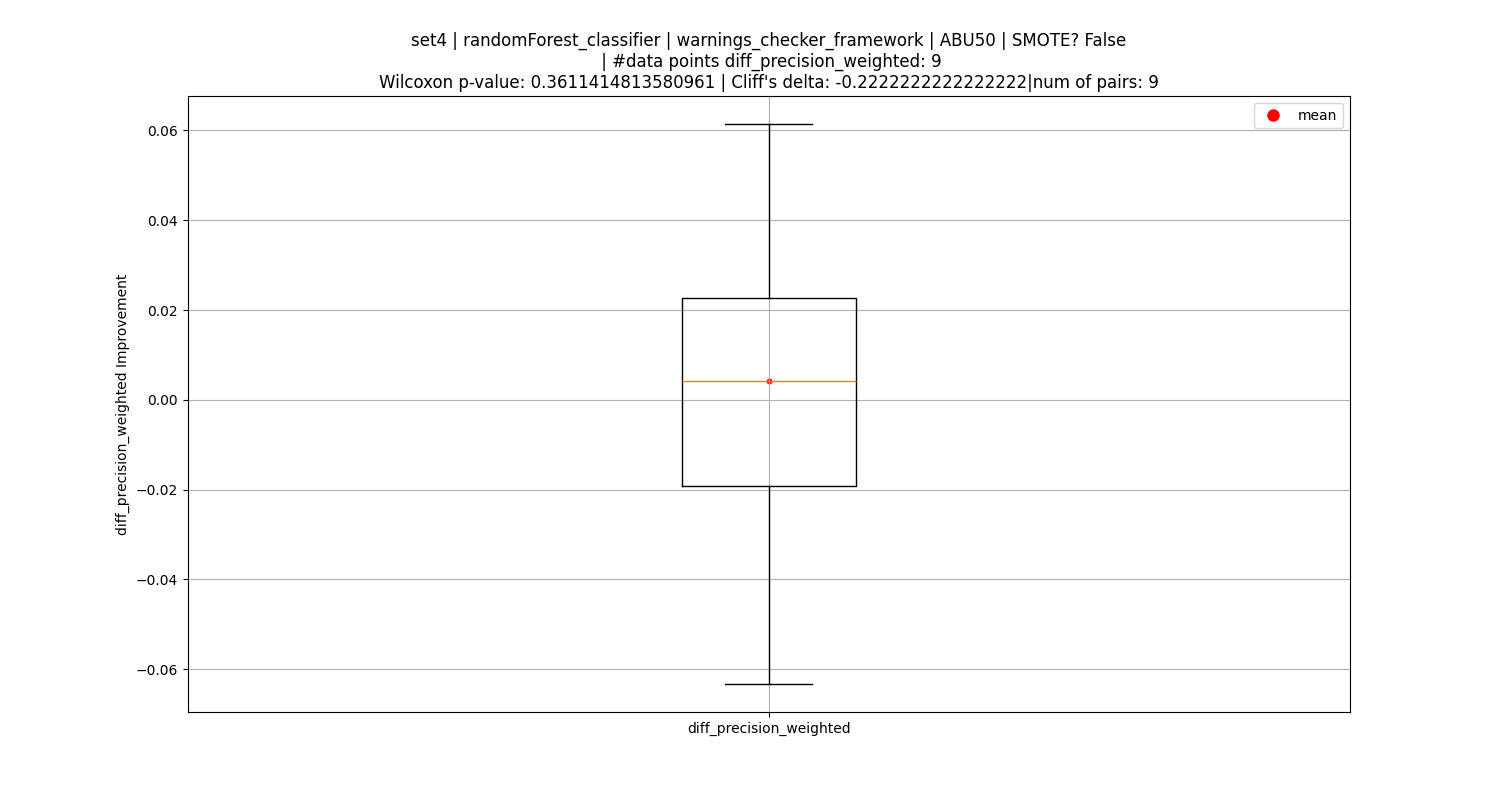 set4 | randomForest_classifier | warnings_checker_framework | ABU50 | SMOTE? False
| #data points diff_precision_weighted: 9
Wilcoxon p-value: 0.3611414813580961 | Cliff's delta: -0.2222222222222222|num of pairs: 9
mean
0.06
0.04
0.02
0.00
−0.02
−0.04
−0.06
diff_precision_weighted Improvement
diff_precision_weighted